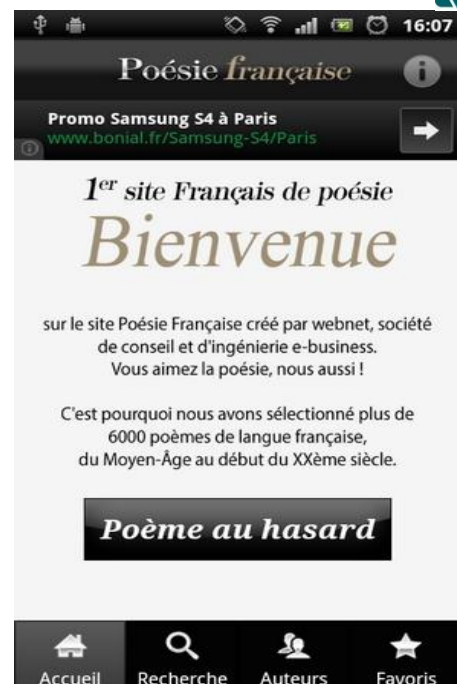 16:07
Poésie française
Promo Samsung S4 à Paris
www.bonial.fr/Samsung-S4/Paris
1er site Français de poésie
Bienvenue
sur le site Poésie Française créé par webnet, société
de conseil et d'ingénierie e-business.
Vous aimez la poésie, nous aussi !
C'est pourquoi nous avons sélectionné plus de
6000 poèmes de langue française,
du Moyen-Âge au début du XXème siècle.
Poème au hasard
Accueil Recherche Auteurs Favoris